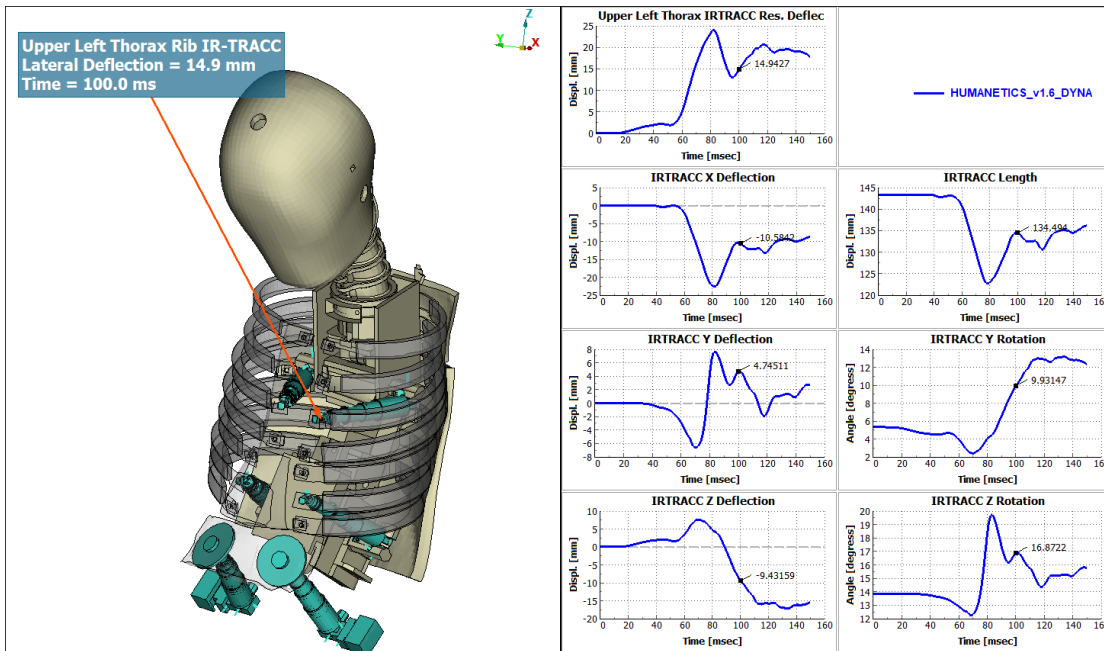 Upper Left Thorax Rib IR-TRACC
Lateral Deflection = 14.9 mm
Time = 100.0 ms
Z
Y
X
Upper Left Thorax IRTRACC Res. Deflec
Displ. [mm]
25
20
15
10
5
0
14.9427
0 20 40 60 80 100 120 140 160
Time [msec]
HUMANETICS_v1.6_DYNA
IRTRACC X Deflection
Displ. [mm]
5
0
-5
-10
-15
-20
-25
-10.5842
0 20 40 60 80 100 120 140 160
Time [msec]
IRTRACC Length
Displ. [mm]
145
140
135
130
125
120
134.494
0 20 40 60 80 100 120 140 160
Time [msec]
IRTRACC Y Deflection
Displ. [mm]
8
6
4
2
0
-2
-4
-6
-8
4.74511
0 20 40 60 80 100 120 140 160
Time [msec]
IRTRACC Y Rotation
Angle [degress]
14
12
10
8
6
4
2
9.93147
0 20 40 60 80 100 120 140 160
Time [msec]
IRTRACC Z Deflection
Displ. [mm]
10
5
0
-5
-10
-15
-20
-9.43159
0 20 40 60 80 100 120 140 160
Time [msec]
IRTRACC Z Rotation
Angle [degress]
20
19
18
17
16
15
14
13
12
16.8722
0 20 40 60 80 100 120 140 160
Time [msec]